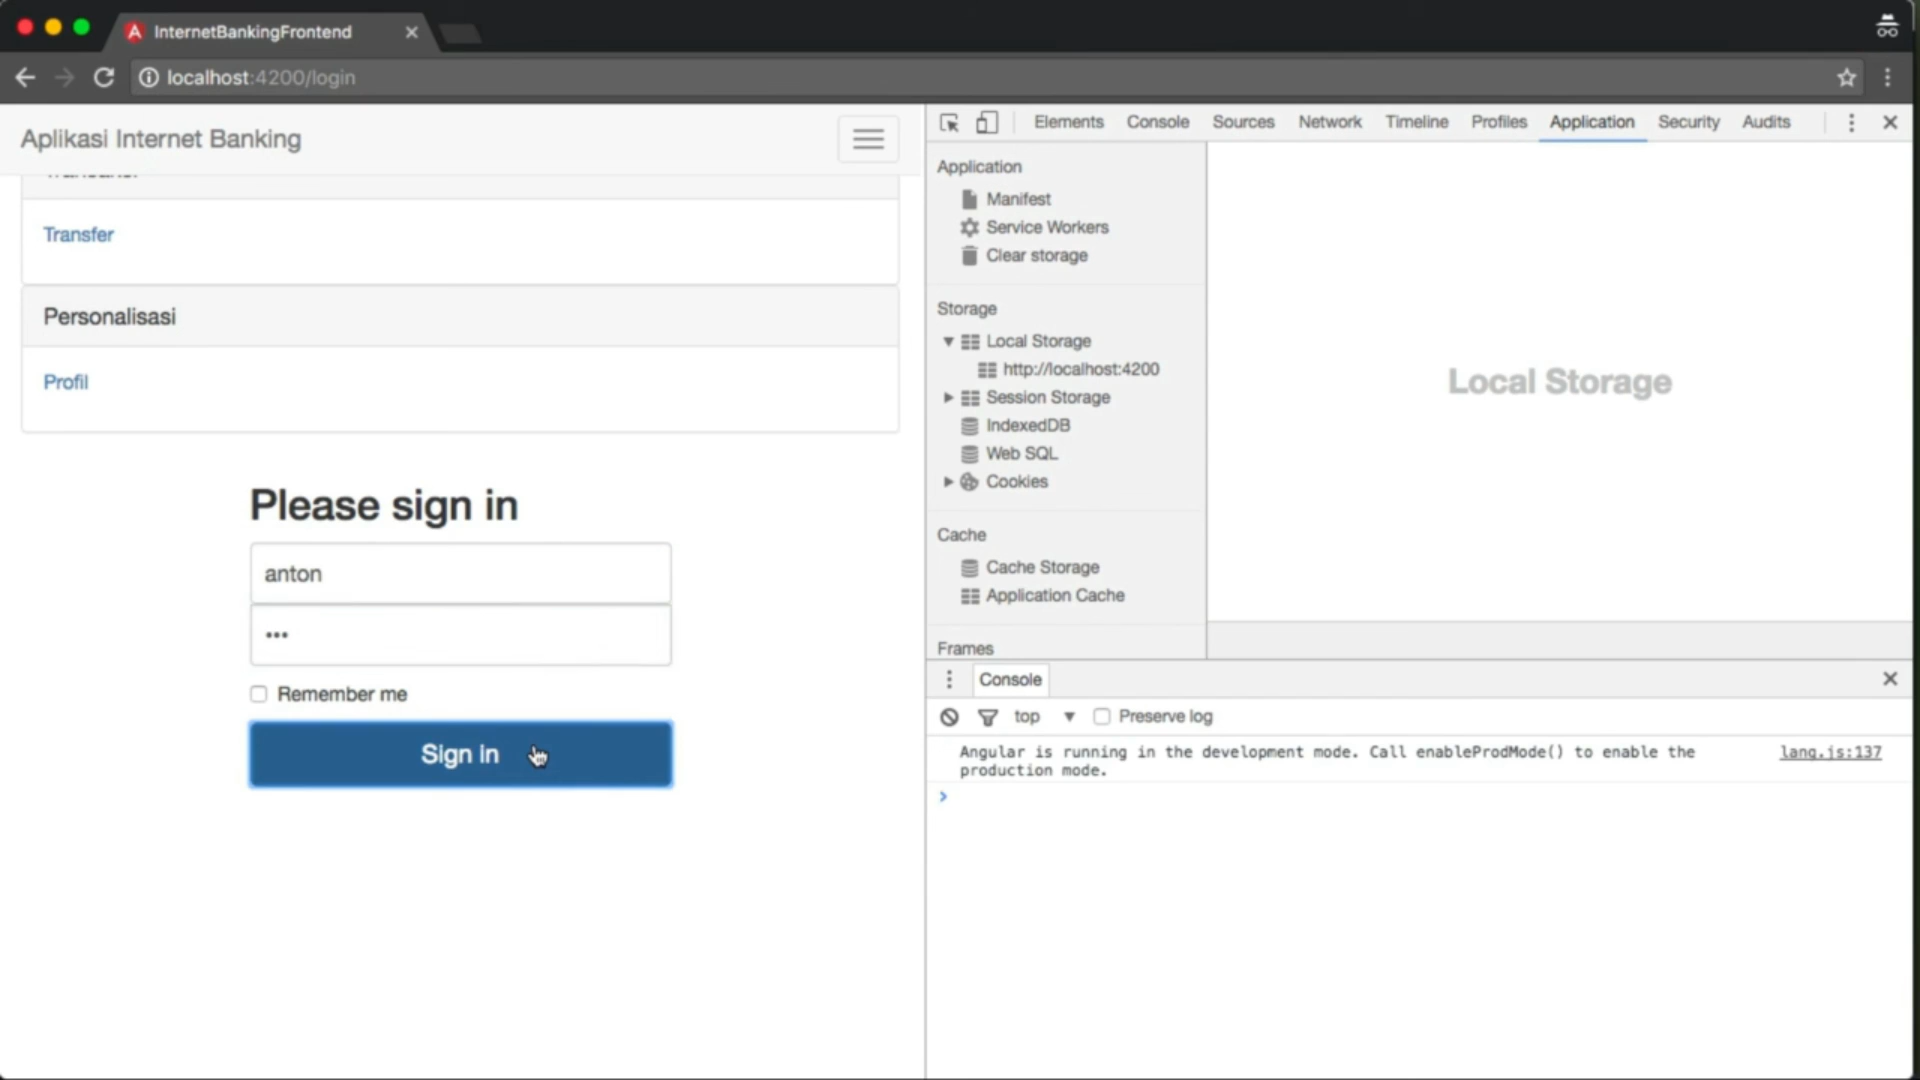 InternetBankingFrontend
localhost:4200/login
Aplikasi Internet Banking
Transfer
Personalisasi
Profil
Please sign in
anton
•••
Remember me
Sign in
Elements Console Sources Network Timeline Profiles Application Security Audits
Application
Manifest
Service Workers
Clear storage
Storage
Local Storage
http://localhost:4200
Session Storage
IndexedDB
Web SQL
Cookies
Cache
Cache Storage
Application Cache
Frames
Local Storage
Console
top Preserve log
Angular is running in the development mode. Call enableProdMode() to enable the lang.js:137
production mode.